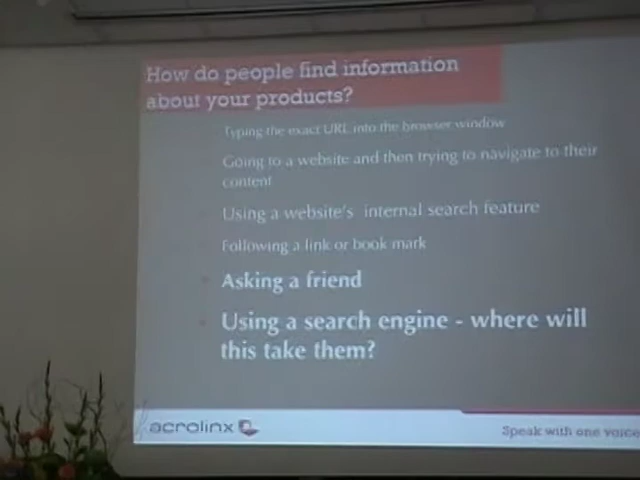 How do people find information
about your products?
Typing the exact URL into the browser window
Going to a website and then trying to navigate to their
content
Using a website's internal search feature
Following a link or book mark
Asking a friend
Using a search engine - where will
this take them?
acrolinx
Speak with one voice